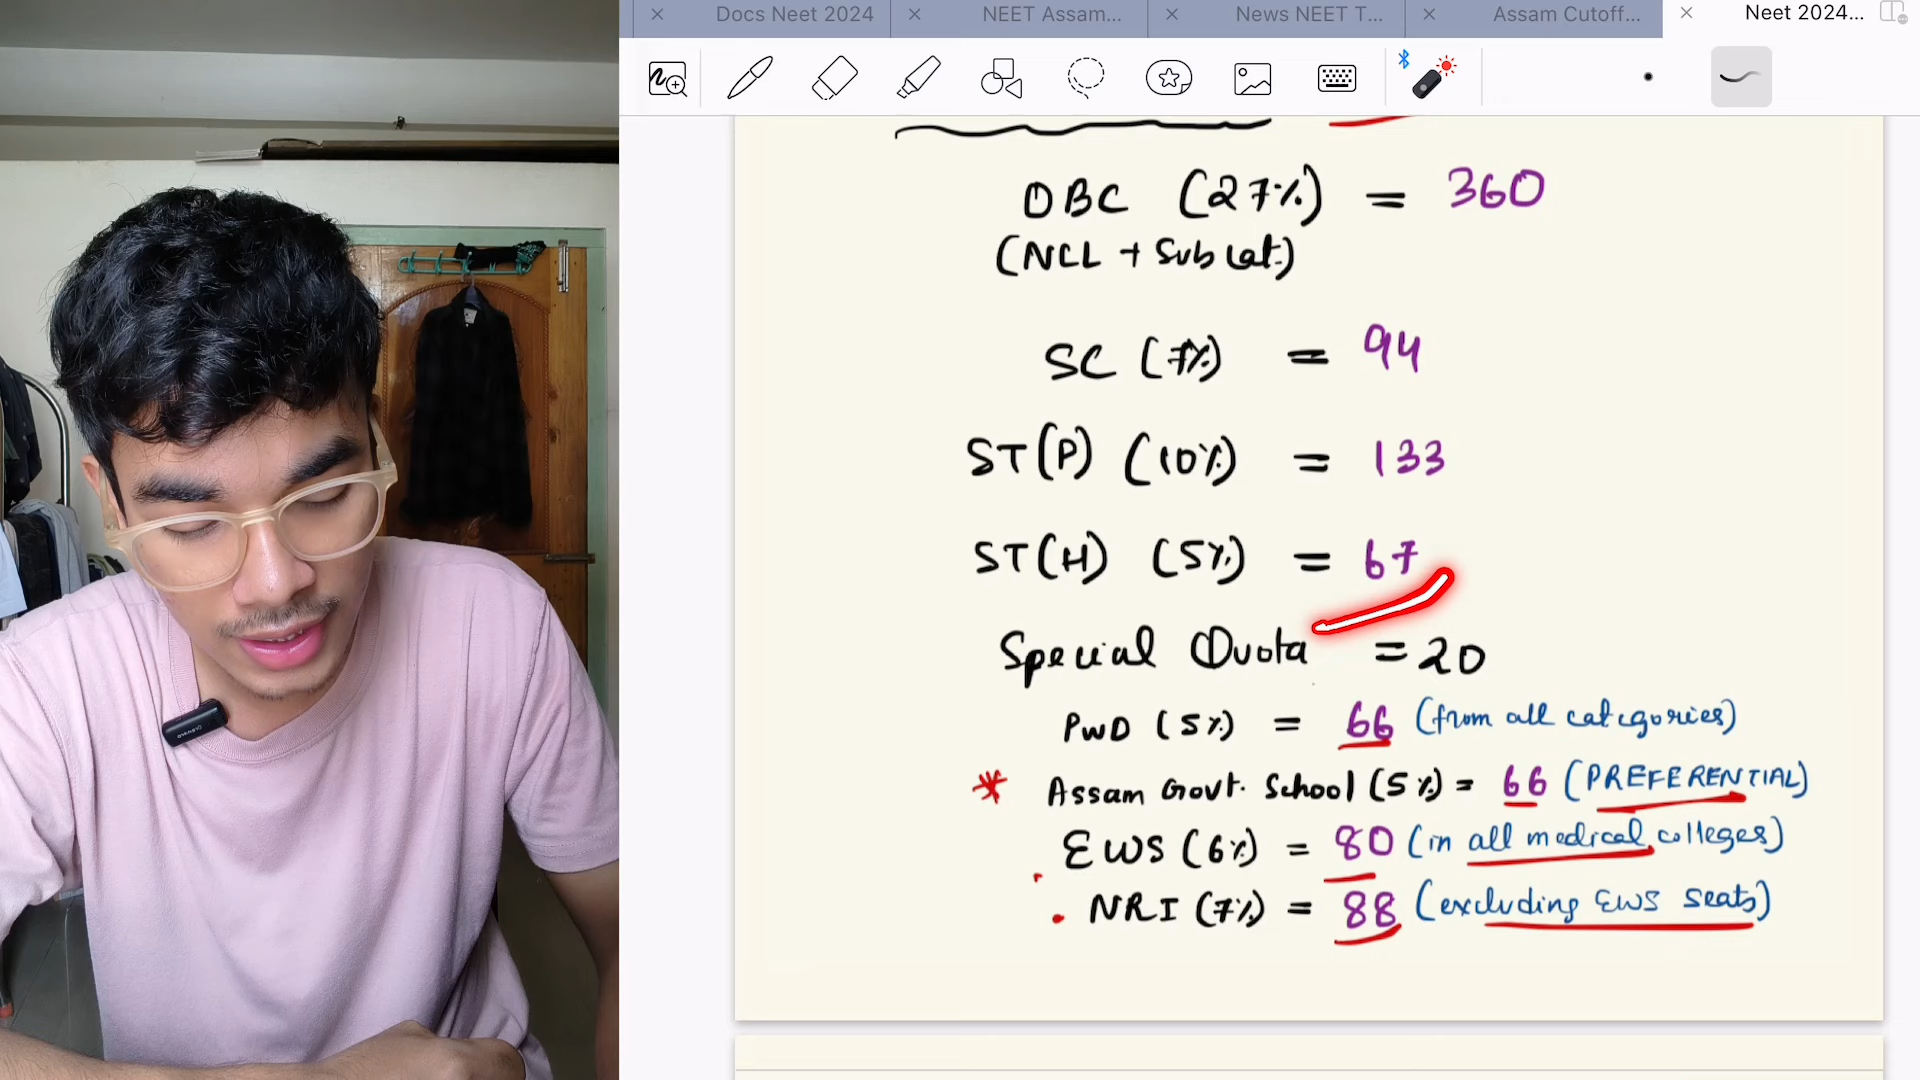 Docs Neet 2024
NEET Assam...
News NEET T...
Assam Cutoff...
Neet 2024...
OBC (27%) = 360
(NCL + Sub Cat.)
SC (7%) = 94
ST(P) (10%) = 133
ST(H) (5%) = 67
Special Quota = 20
PwD (5%) = 66 (from all categories)
* Assam Govt. School (5%) = 66 (PREFERENTIAL)
EWS (6%) = 80 (in all medical colleges)
. NRI (7%) = 88 (excluding EWS seats)